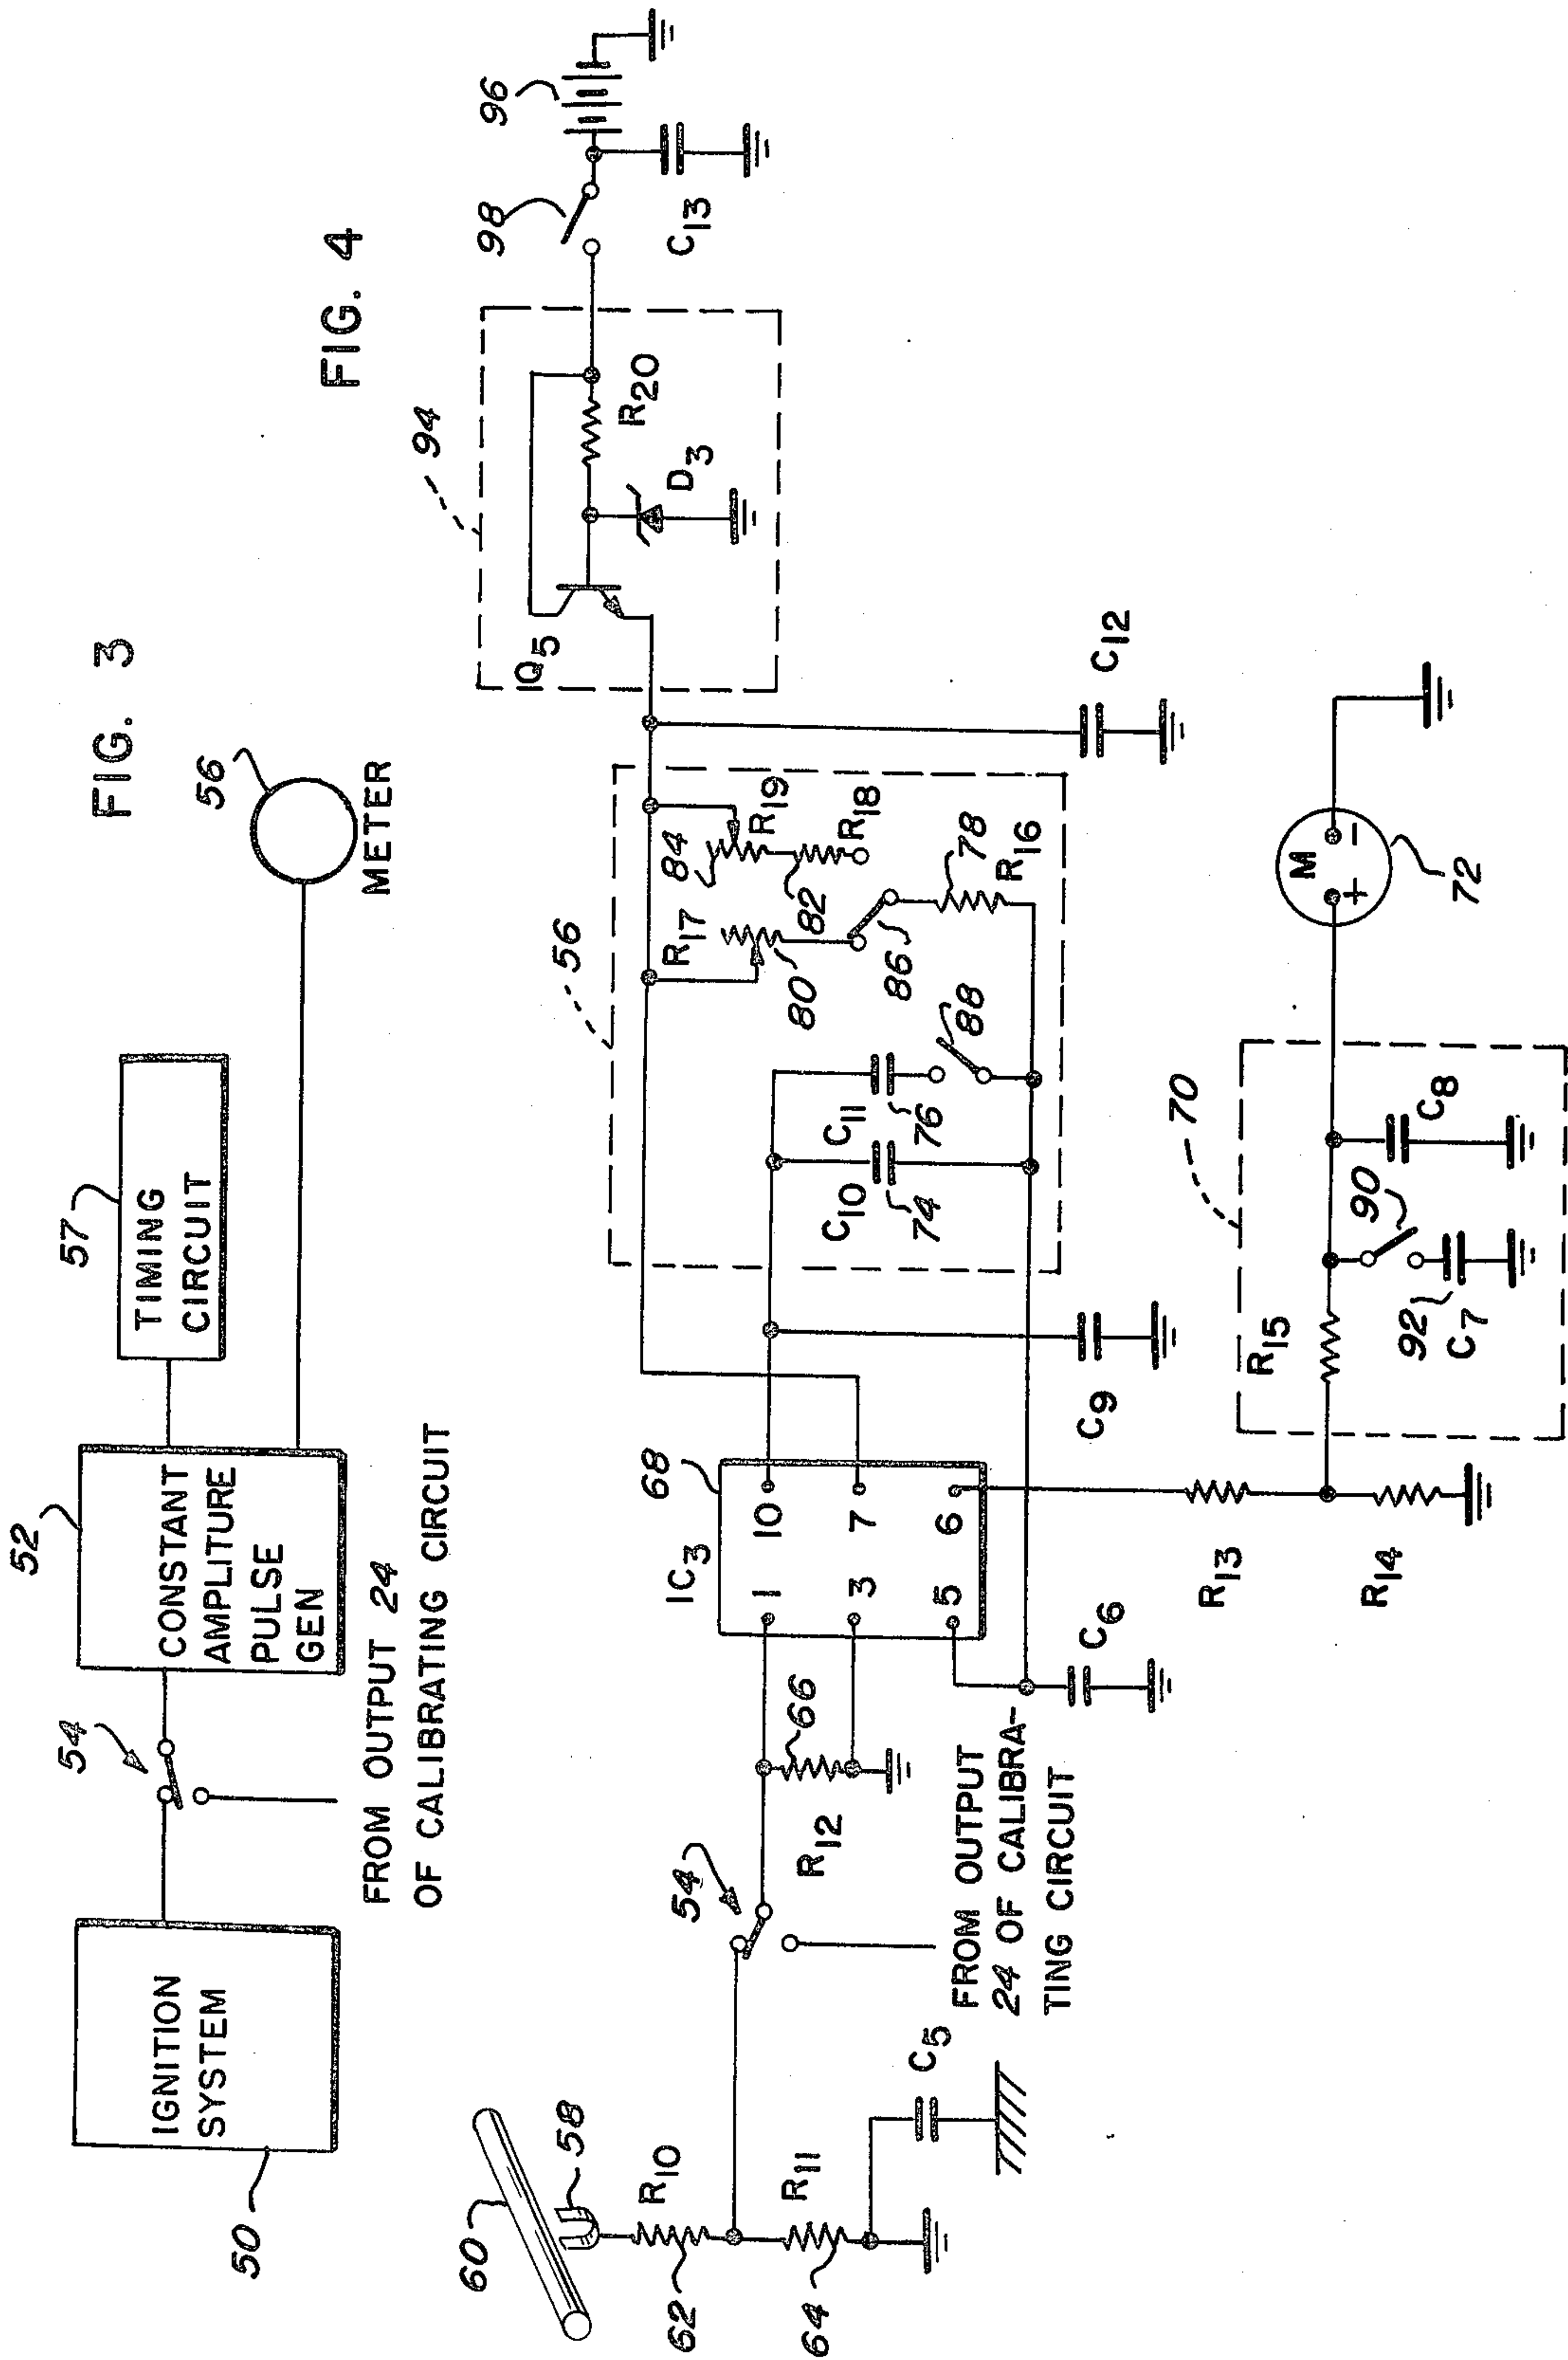 FIG. 3
50
IGNITION
SYSTEM
54
FROM OUTPUT 24
OF CALIBRATING CIRCUIT
52
CONSTANT
AMPLITURE
PULSE
GEN
57
TIMING
CIRCUIT
56
METER
FIG. 4
60
58
62
R10
64
R11
C5
54
FROM OUTPUT
24 OF CALIBRA-
TING CIRCUIT
R12
66
IC3
68
1
10
3
7
5
6
C6
C9
R13
R14
56
C10
74
C11
76
88
R17
80
86
84
82
R19
R18
78
R16
70
R15
92
C7
90
C8
M
+
-
72
C12
94
Q5
R20
D3
98
C13
96